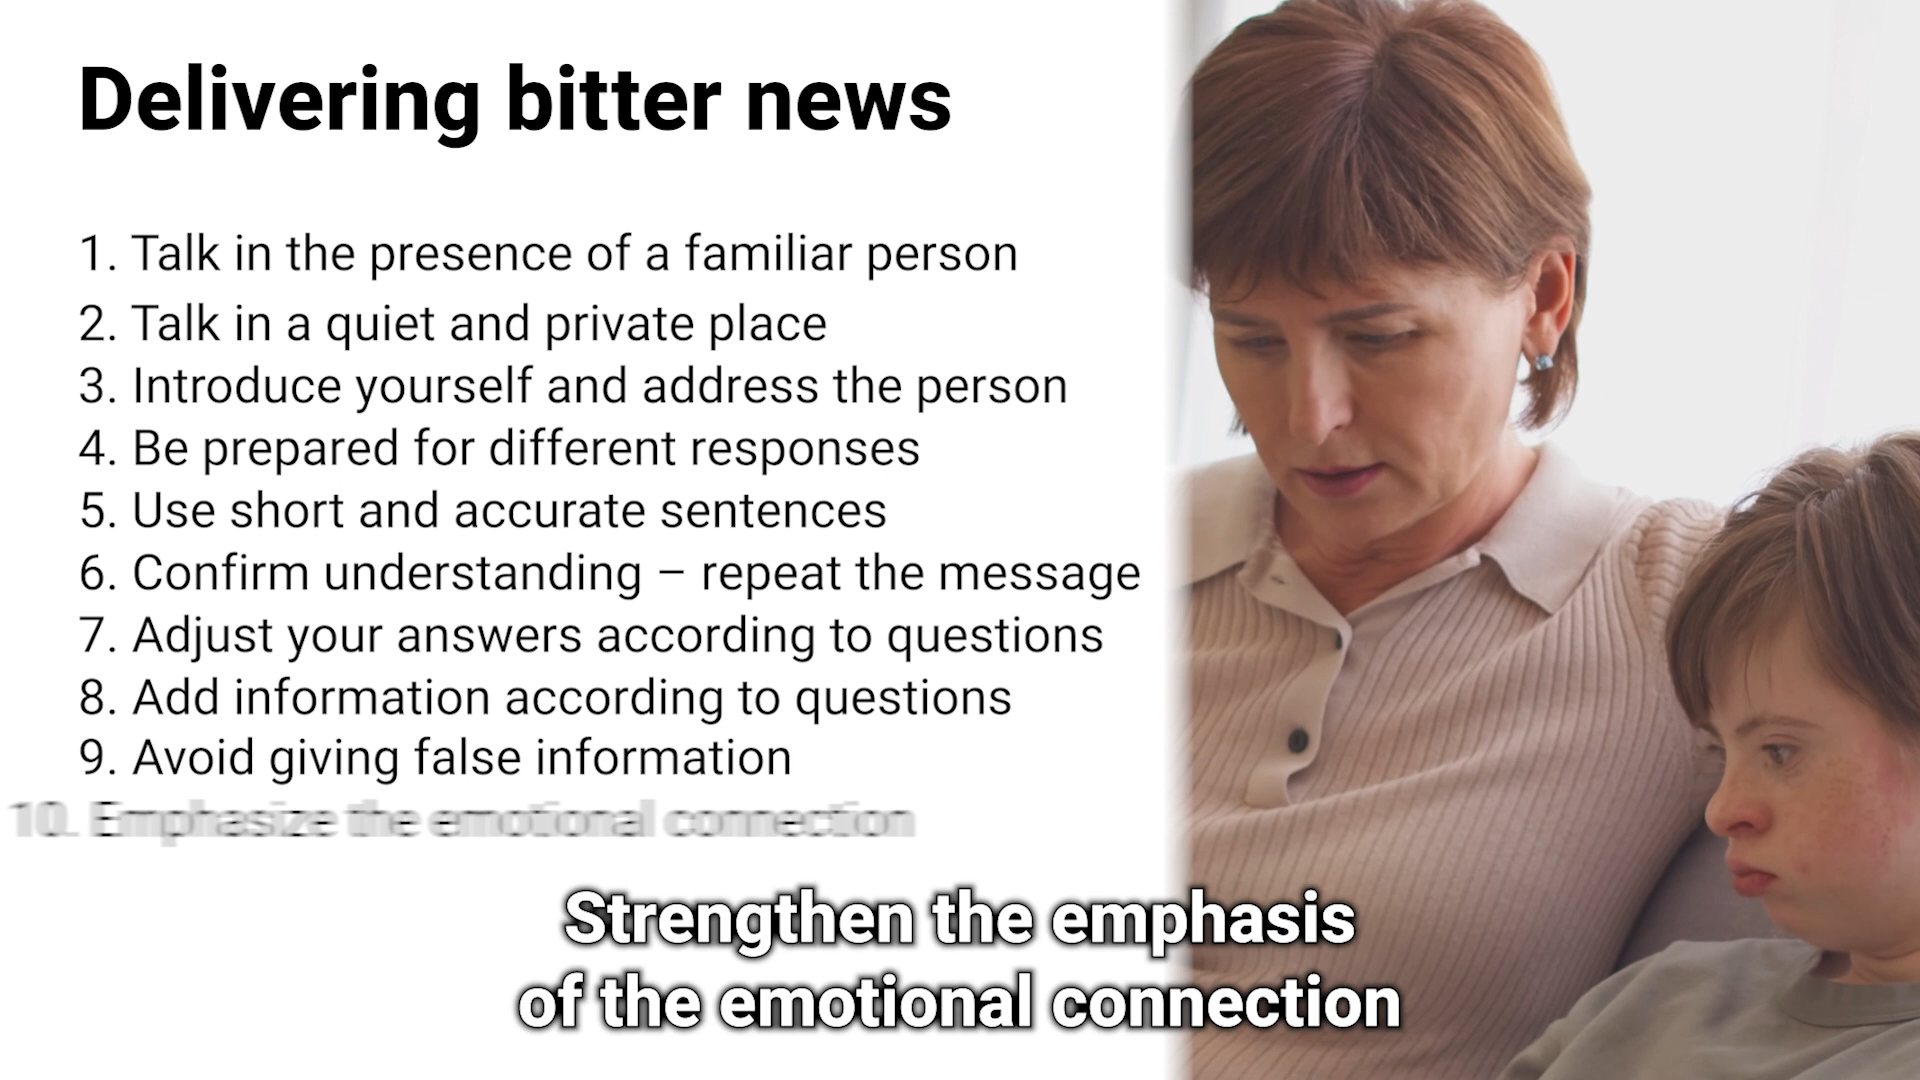 Delivering bitter news
1. Talk in the presence of a familiar person
2. Talk in a quiet and private place
3. Introduce yourself and address the person
4. Be prepared for different responses
5. Use short and accurate sentences
6. Confirm understanding – repeat the message
7. Adjust your answers according to questions
8. Add information according to questions
9. Avoid giving false information
10. Emphasize the emotional connection
Strengthen the emphasis
of the emotional connection